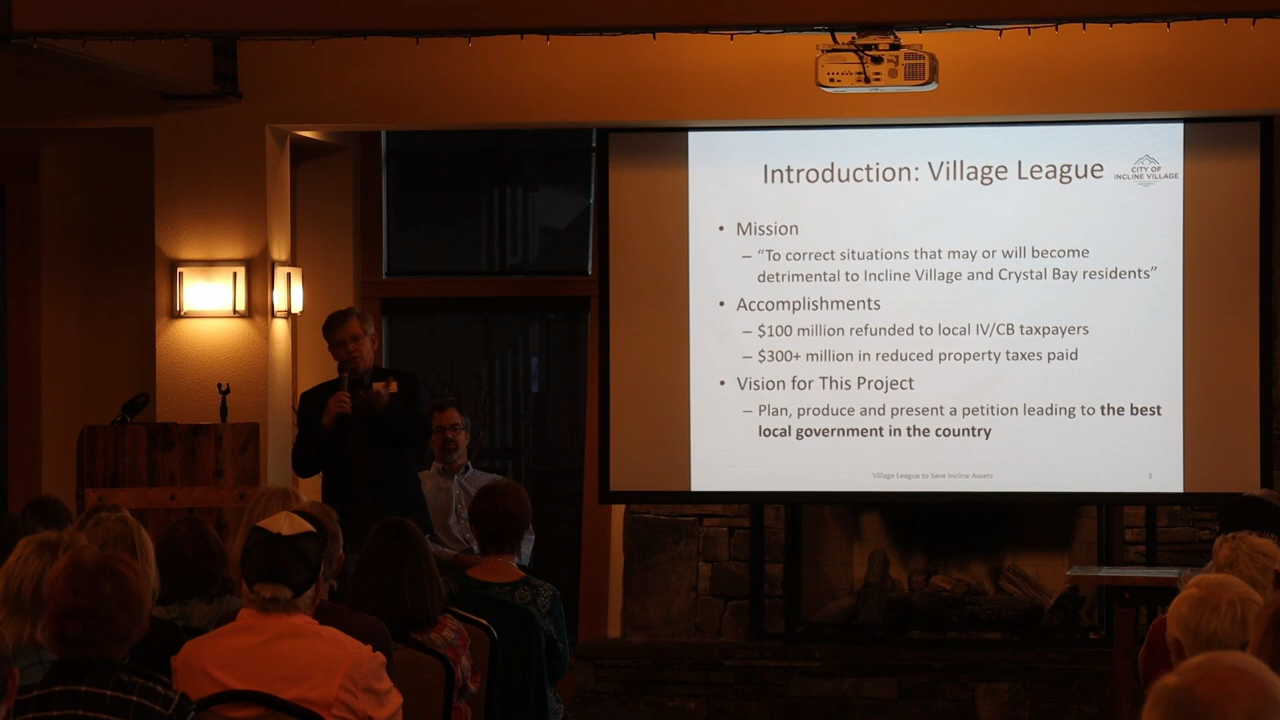 Introduction: Village League
CITY OF
INCLINE VILLAGE
• Mission
– “To correct situations that may or will become
detrimental to Incline Village and Crystal Bay residents”
• Accomplishments
– $100 million refunded to local IV/CB taxpayers
– $300+ million in reduced property taxes paid
• Vision for This Project
– Plan, produce and present a petition leading to the best
local government in the country
Village League to Save Incline Assets
3